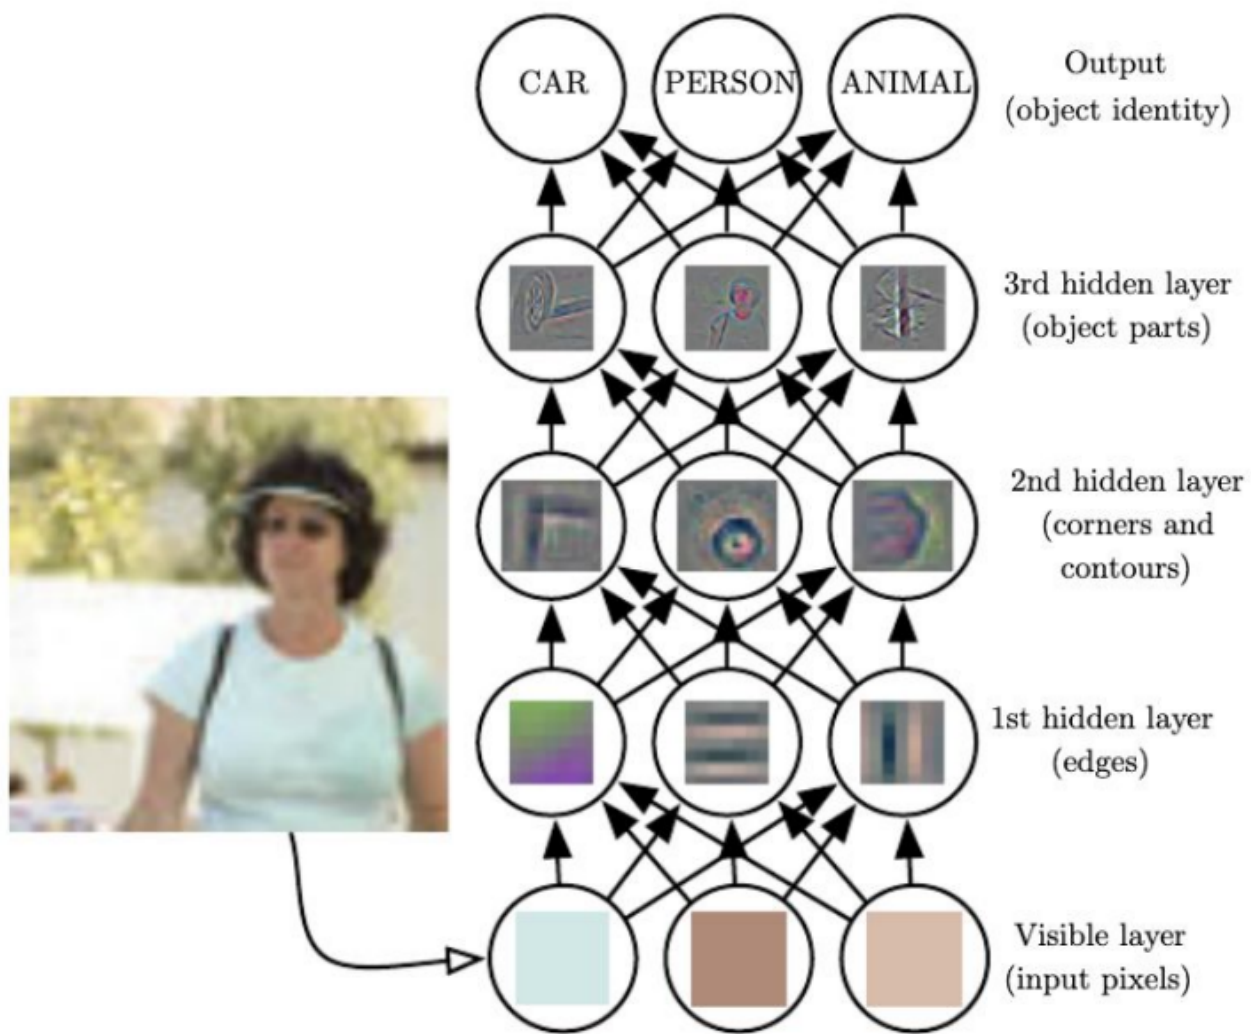 CAR
PERSON
ANIMAL
Output
(object identity)
3rd hidden layer
(object parts)
2nd hidden layer
(corners and
contours)
1st hidden layer
(edges)
Visible layer
(input pixels)